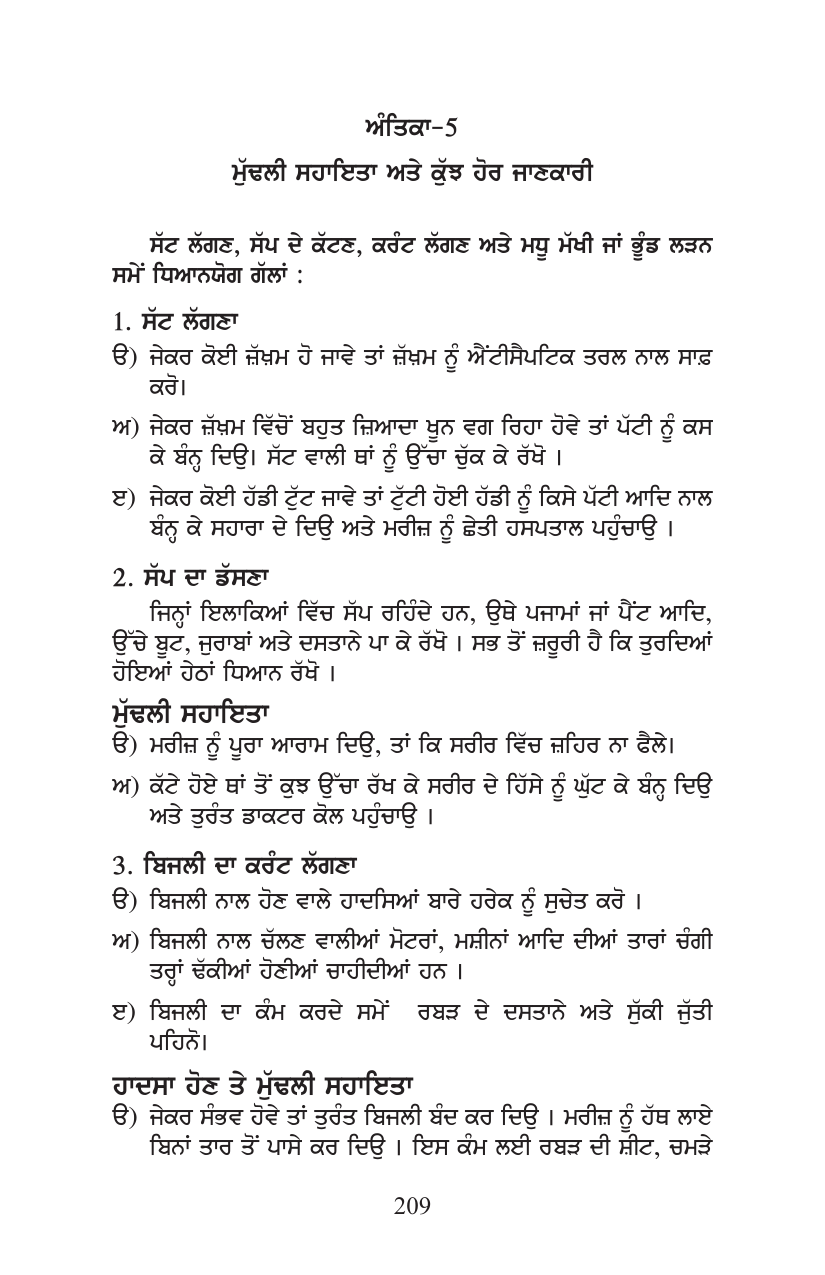 ਅੰਤਿਕਾ-5
ਮੁੱਢਲੀ ਸਹਾਇਤਾ ਅਤੇ ਕੁੱਝ ਹੋਰ ਜਾਣਕਾਰੀ
ਸੱਟ ਲੱਗਣ, ਸੱਪ ਦੇ ਕੱਟਣ, ਕਰੰਟ ਲੱਗਣ ਅਤੇ ਮਧੂ ਮੱਖੀ ਜਾਂ ਭੂੰਡ ਲੜਨ
ਸਮੇਂ ਧਿਆਨਯੋਗ ਗੱਲਾਂ :
1. ਸੱਟ ਲੱਗਣਾ
ੳ) ਜੇਕਰ ਕੋਈ ਜ਼ੱਖ਼ਮ ਹੋ ਜਾਵੇ ਤਾਂ ਜ਼ੱਖ਼ਮ ਨੂੰ ਐਂਟੀਸੈਪਟਿਕ ਤਰਲ ਨਾਲ ਸਾਫ਼
ਕਰੋ।
ਅ) ਜੇਕਰ ਜ਼ੱਖ਼ਮ ਵਿੱਚੋਂ ਬਹੁਤ ਜ਼ਿਆਦਾ ਖ਼ੂਨ ਵਗ ਰਿਹਾ ਹੋਵੇ ਤਾਂ ਪੱਟੀ ਨੂੰ ਕਸ
ਕੇ ਬੰਨ੍ਹ ਦਿਉ। ਸੱਟ ਵਾਲੀ ਥਾਂ ਨੂੰ ਉੱਚਾ ਚੁੱਕ ਕੇ ਰੱਖੋ ।
ੲ) ਜੇਕਰ ਕੋਈ ਹੱਡੀ ਟੁੱਟ ਜਾਵੇ ਤਾਂ ਟੁੱਟੀ ਹੋਈ ਹੱਡੀ ਨੂੰ ਕਿਸੇ ਪੱਟੀ ਆਦਿ ਨਾਲ
ਬੰਨ੍ਹ ਕੇ ਸਹਾਰਾ ਦੇ ਦਿਉ ਅਤੇ ਮਰੀਜ਼ ਨੂੰ ਛੇਤੀ ਹਸਪਤਾਲ ਪਹੁੰਚਾਉ ।
2. ਸੱਪ ਦਾ ਡੱਸਣਾ
ਜਿਨ੍ਹਾਂ ਇਲਾਕਿਆਂ ਵਿੱਚ ਸੱਪ ਰਹਿੰਦੇ ਹਨ, ਉਥੇ ਪਜਾਮਾਂ ਜਾਂ ਪੈਂਟ ਆਦਿ,
ਉੱਚੇ ਬੂਟ, ਜੁਰਾਬਾਂ ਅਤੇ ਦਸਤਾਨੇ ਪਾ ਕੇ ਰੱਖੋ । ਸਭ ਤੋਂ ਜ਼ਰੂਰੀ ਹੈ ਕਿ ਤੁਰਦਿਆਂ
ਹੋਇਆਂ ਹੇਠਾਂ ਧਿਆਨ ਰੱਖੋ ।
ਮੁੱਢਲੀ ਸਹਾਇਤਾ
ੳ) ਮਰੀਜ਼ ਨੂੰ ਪੂਰਾ ਆਰਾਮ ਦਿਉ, ਤਾਂ ਕਿ ਸਰੀਰ ਵਿੱਚ ਜ਼ਹਿਰ ਨਾ ਫੈਲੇ।
ਅ) ਕੱਟੇ ਹੋਏ ਥਾਂ ਤੋਂ ਕੁਝ ਉੱਚਾ ਰੱਖ ਕੇ ਸਰੀਰ ਦੇ ਹਿੱਸੇ ਨੂੰ ਘੁੱਟ ਕੇ ਬੰਨ੍ਹ ਦਿਉ
ਅਤੇ ਤੁਰੰਤ ਡਾਕਟਰ ਕੋਲ ਪਹੁੰਚਾਉ ।
3. ਬਿਜਲੀ ਦਾ ਕਰੰਟ ਲੱਗਣਾ
ੳ) ਬਿਜਲੀ ਨਾਲ ਹੋਣ ਵਾਲੇ ਹਾਦਸਿਆਂ ਬਾਰੇ ਹਰੇਕ ਨੂੰ ਸੁਚੇਤ ਕਰੋ ।
ਅ) ਬਿਜਲੀ ਨਾਲ ਚੱਲਣ ਵਾਲੀਆਂ ਮੋਟਰਾਂ, ਮਸ਼ੀਨਾਂ ਆਦਿ ਦੀਆਂ ਤਾਰਾਂ ਚੰਗੀ
ਤਰ੍ਹਾਂ ਢੱਕੀਆਂ ਹੋਣੀਆਂ ਚਾਹੀਦੀਆਂ ਹਨ ।
ੲ) ਬਿਜਲੀ ਦਾ ਕੰਮ ਕਰਦੇ ਸਮੇਂ ਰਬੜ ਦੇ ਦਸਤਾਨੇ ਅਤੇ ਸੁੱਕੀ ਜੁੱਤੀ
ਪਹਿਨੋ।
ਹਾਦਸਾ ਹੋਣ ਤੇ ਮੁੱਢਲੀ ਸਹਾਇਤਾ
ੳ) ਜੇਕਰ ਸੰਭਵ ਹੋਵੇ ਤਾਂ ਤੁਰੰਤ ਬਿਜਲੀ ਬੰਦ ਕਰ ਦਿਉ । ਮਰੀਜ਼ ਨੂੰ ਹੱਥ ਲਾਏ
ਬਿਨਾਂ ਤਾਰ ਤੋਂ ਪਾਸੇ ਕਰ ਦਿਉ । ਇਸ ਕੰਮ ਲਈ ਰਬੜ ਦੀ ਸ਼ੀਟ, ਚਮੜੇ
209